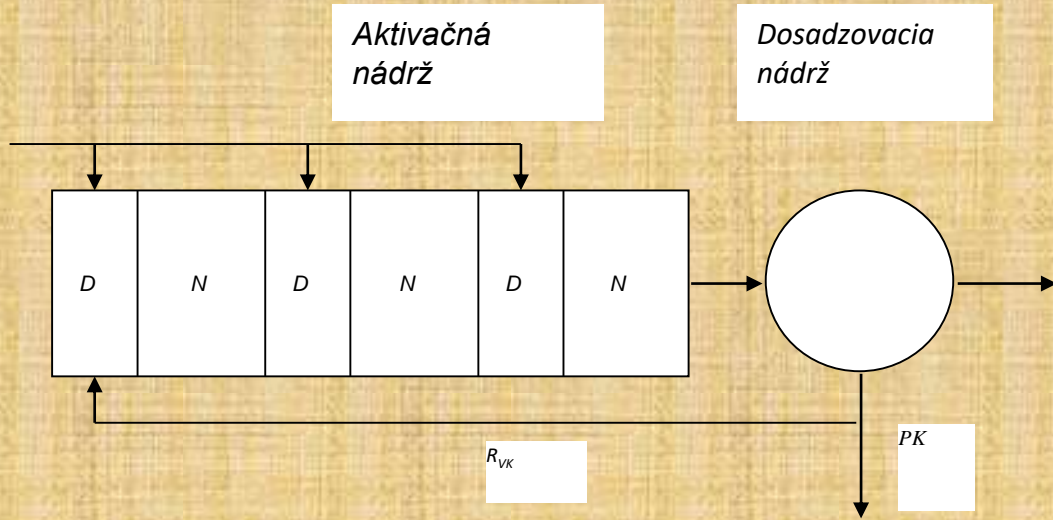 Aktivačná
nádrž
Dosadzovacia
nádrž
D
N
D
N
D
N
R_VK
PK